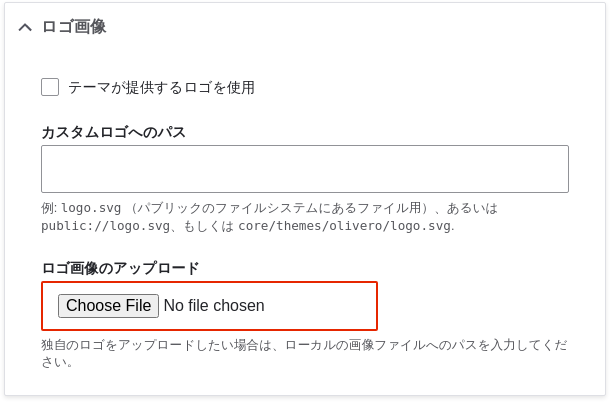 ロゴ画像
テーマが提供するロゴを使用
カスタムロゴへのパス
例: logo.svg （パブリックのファイルシステムにあるファイル用）、あるいは
public://logo.svg、もしくは core/themes/olivero/logo.svg.
ロゴ画像のアップロード
Choose File No file chosen
独自のロゴをアップロードしたい場合は、ローカルの画像ファイルへのパスを入力してくだ
さい。